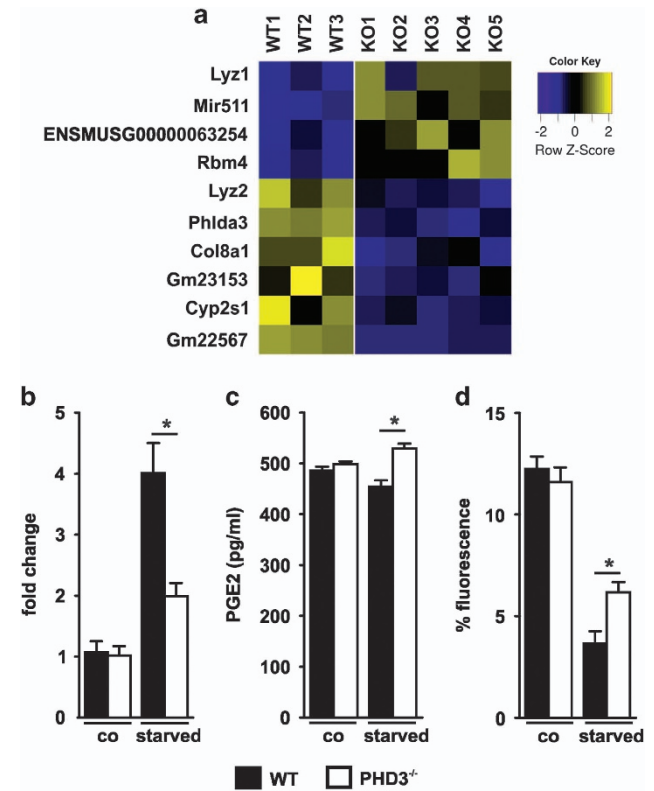 a
WT1 WT2 WT3 KO1 KO2 KO3 KO4 KO5
Lyz1
Mir511
ENSMUSG00000063254
Rbm4
Lyz2
Phlda3
Col8a1
Gm23153
Cyp2s1
Gm22567
Color Key
-2 0 2
Row Z-Score
b
fold change
5
4
3
2
1
0
*
co starved
c
PGE2 (pg/ml)
600
500
400
300
200
100
0
*
co starved
d
% fluorescence
15
10
5
0
*
co starved
WT PHD3-/-